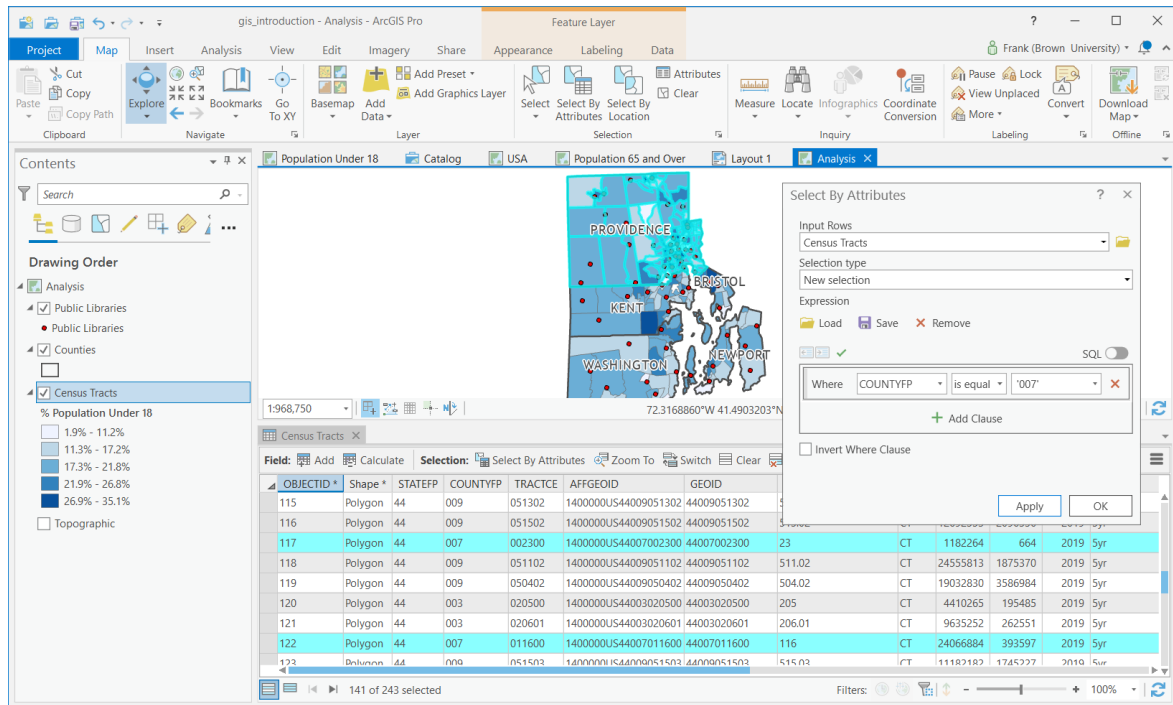 gis_introduction - Analysis - ArcGIS Pro
Feature Layer
?
Project Map Insert Analysis View Edit Imagery Share Appearance Labeling Data
Frank (Brown University)
Paste
Cut
Copy
Copy Path
Clipboard
Explore
Bookmarks
Go To XY
Navigate
Basemap
Add Data
Add Preset
Add Graphics Layer
Layer
Select
Select By Attributes
Select By Location
Attributes
Clear
Selection
Measure
Locate
Infographics
Coordinate Conversion
Inquiry
Pause
Lock
View Unplaced
More
Convert
Labeling
Download Map
Offline
Contents
Search
Drawing Order
Analysis
Public Libraries
Public Libraries
Counties
Census Tracts
% Population Under 18
1.9% - 11.2%
11.3% - 17.2%
17.3% - 21.8%
21.9% - 26.8%
26.9% - 35.1%
Topographic
Population Under 18 Catalog USA Population 65 and Over Layout 1 Analysis
PROVIDENCE
BRISTOL
KENT
NEWPORT
WASHINGTON
1:968,750
72.3168860°W 41.4903203°N
Select By Attributes
?
Input Rows
Census Tracts
Selection type
New selection
Expression
Load Save Remove
SQL
Where COUNTYFP is equal '007'
+ Add Clause
Invert Where Clause
Apply OK
Census Tracts
Field: Add Calculate Selection: Select By Attributes Zoom To Switch Clear
OBJECTID * Shape * STATEFP COUNTYFP TRACTCE AFFGEOID GEOID
115 Polygon 44 009 051302 1400000US44009051302 44009051302
116 Polygon 44 009 051502 1400000US44009051502 44009051502
117 Polygon 44 007 002300 1400000US44007002300 44007002300 23 CT 1182264 664 2019 5yr
118 Polygon 44 009 051102 1400000US44009051102 44009051102 511.02 CT 24555813 1875370 2019 5yr
119 Polygon 44 009 050402 1400000US44009050402 44009050402 504.02 CT 19032830 3586984 2019 5yr
120 Polygon 44 003 020500 1400000US44003020500 44003020500 205 CT 4410265 195485 2019 5yr
121 Polygon 44 003 020601 1400000US44003020601 44003020601 206.01 CT 9635252 262551 2019 5yr
122 Polygon 44 007 011600 1400000US44007011600 44007011600 116 CT 24066884 393597 2019 5yr
123 Polygon 44 009 051503 1400000US44009051503 44009051503 515.03 CT 11182182 1745227 2019 5yr
141 of 243 selected
Filters:
- + 100%